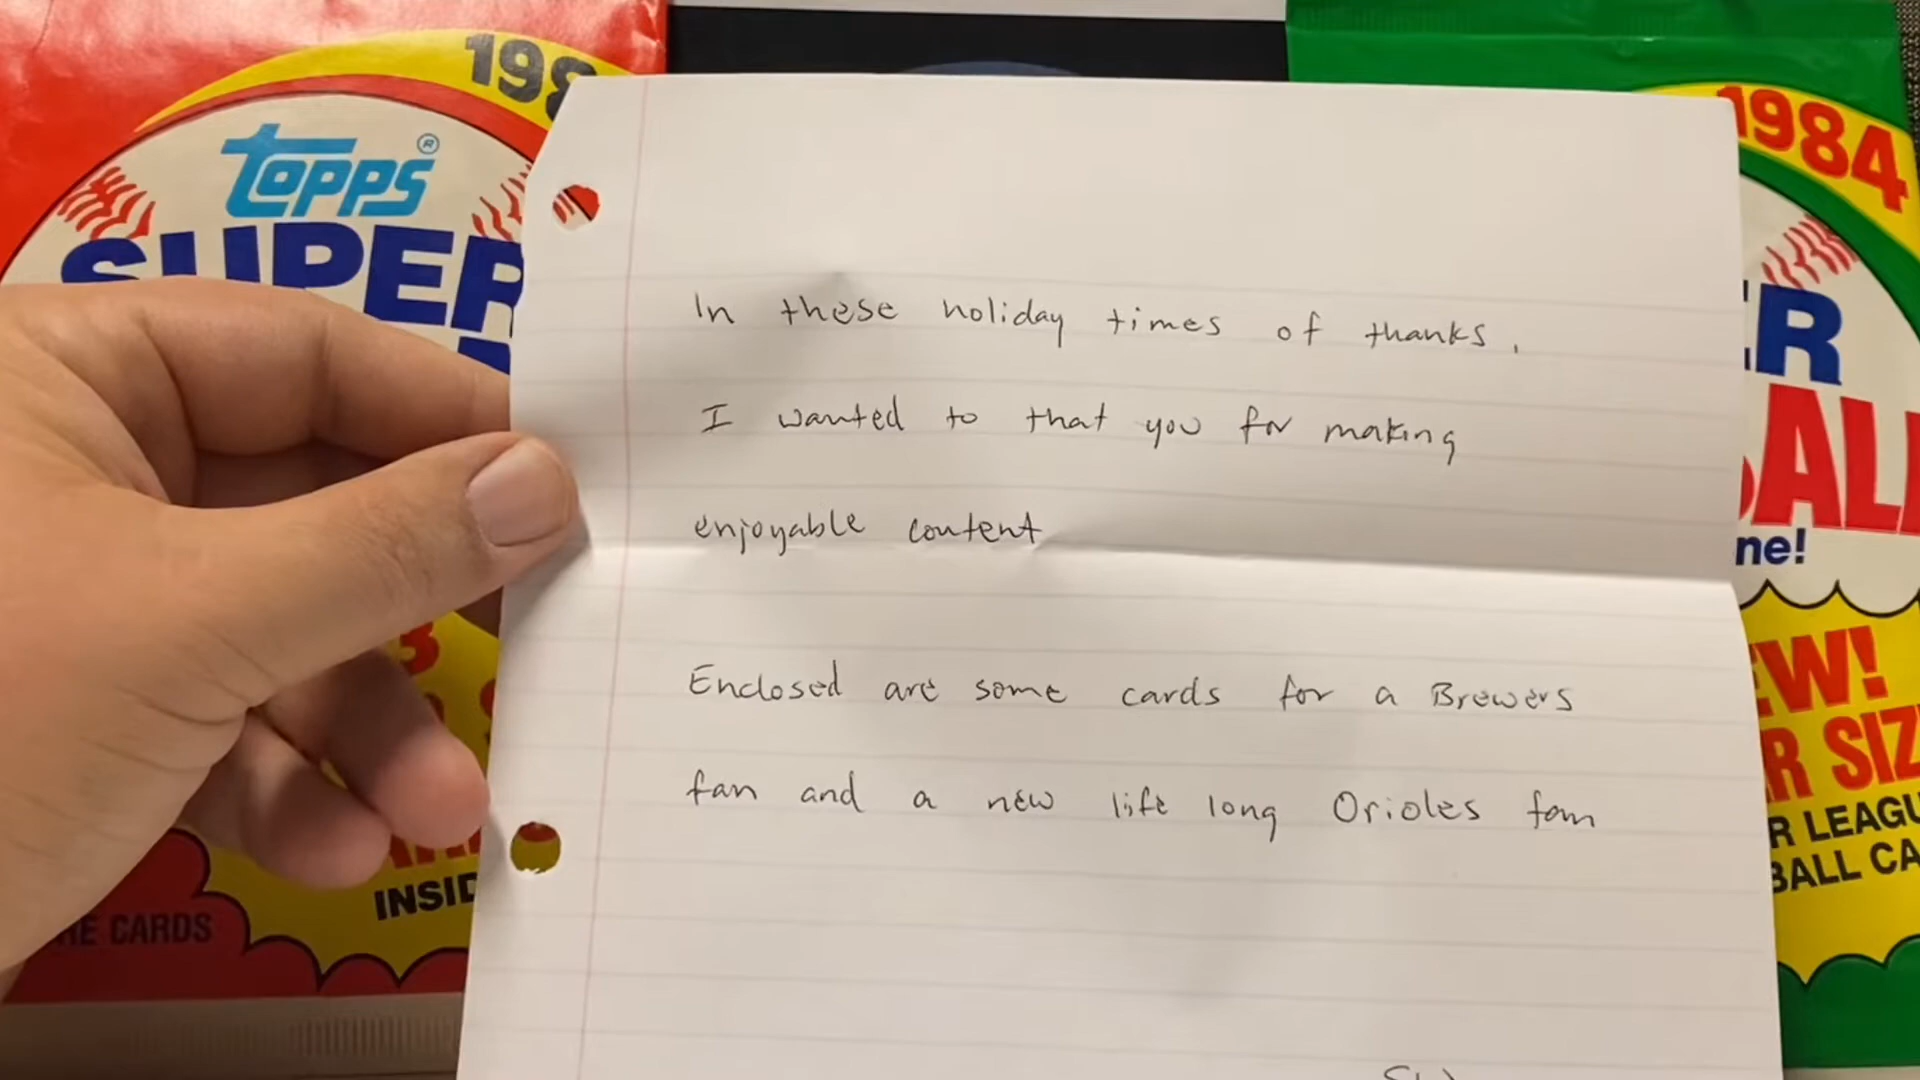 198
TOPPS®
SUPER
INSID
E CARDS
In these holiday times of thanks,
I wanted to that you for making
enjoyable content
Enclosed are some cards for a Brewers
fan and a new life long Orioles fan
1984
ER
ALL
ne!
EW!
R SIZ
R LEAGU
BALL CA